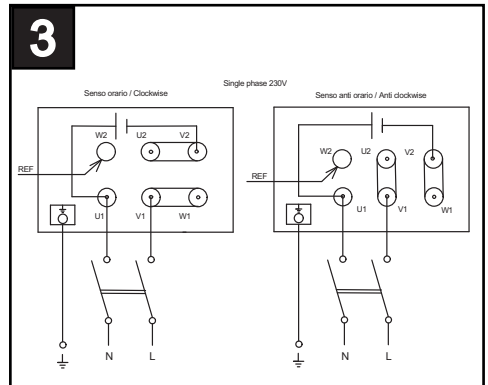 3
Single phase 230V
Senso orario / Clockwise
W2 U2 V2
REF
U1 V1 W1
N L
Senso anti orario / Anti clockwise
W2 U2 V2
REF
U1 V1 W1
N L